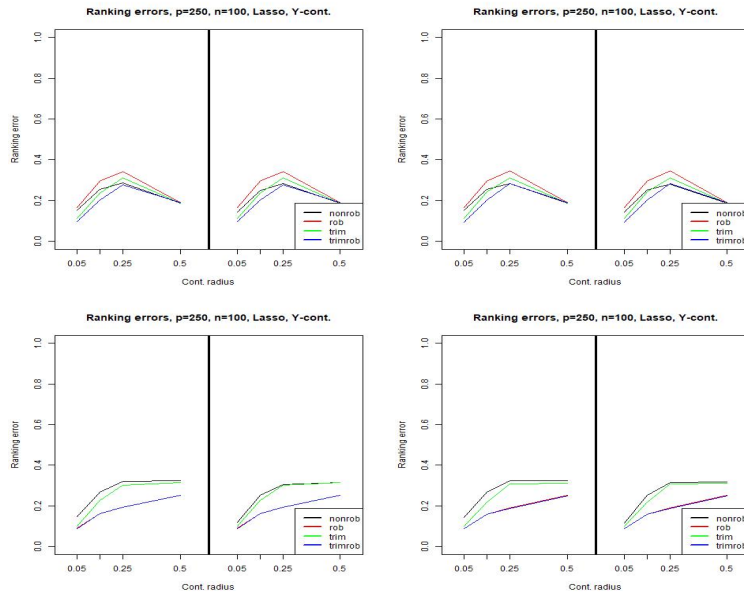 Ranking errors, p=250, n=100, Lasso, Y-cont.
Ranking error
1.0
0.8
0.6
0.4
0.2
0.0
nonrob
rob
trim
trimrob
0.05 0.25 0.5 0.05 0.25 0.5
Cont. radius
Ranking errors, p=250, n=100, Lasso, Y-cont.
Ranking error
1.0
0.8
0.6
0.4
0.2
0.0
nonrob
rob
trim
trimrob
0.05 0.25 0.5 0.05 0.25 0.5
Cont. radius
Ranking errors, p=250, n=100, Lasso, Y-cont.
Ranking error
1.0
0.8
0.6
0.4
0.2
0.0
nonrob
rob
trim
trimrob
0.05 0.25 0.5 0.05 0.25 0.5
Cont. radius
Ranking errors, p=250, n=100, Lasso, Y-cont.
Ranking error
1.0
0.8
0.6
0.4
0.2
0.0
nonrob
rob
trim
trimrob
0.05 0.25 0.5 0.05 0.25 0.5
Cont. radius